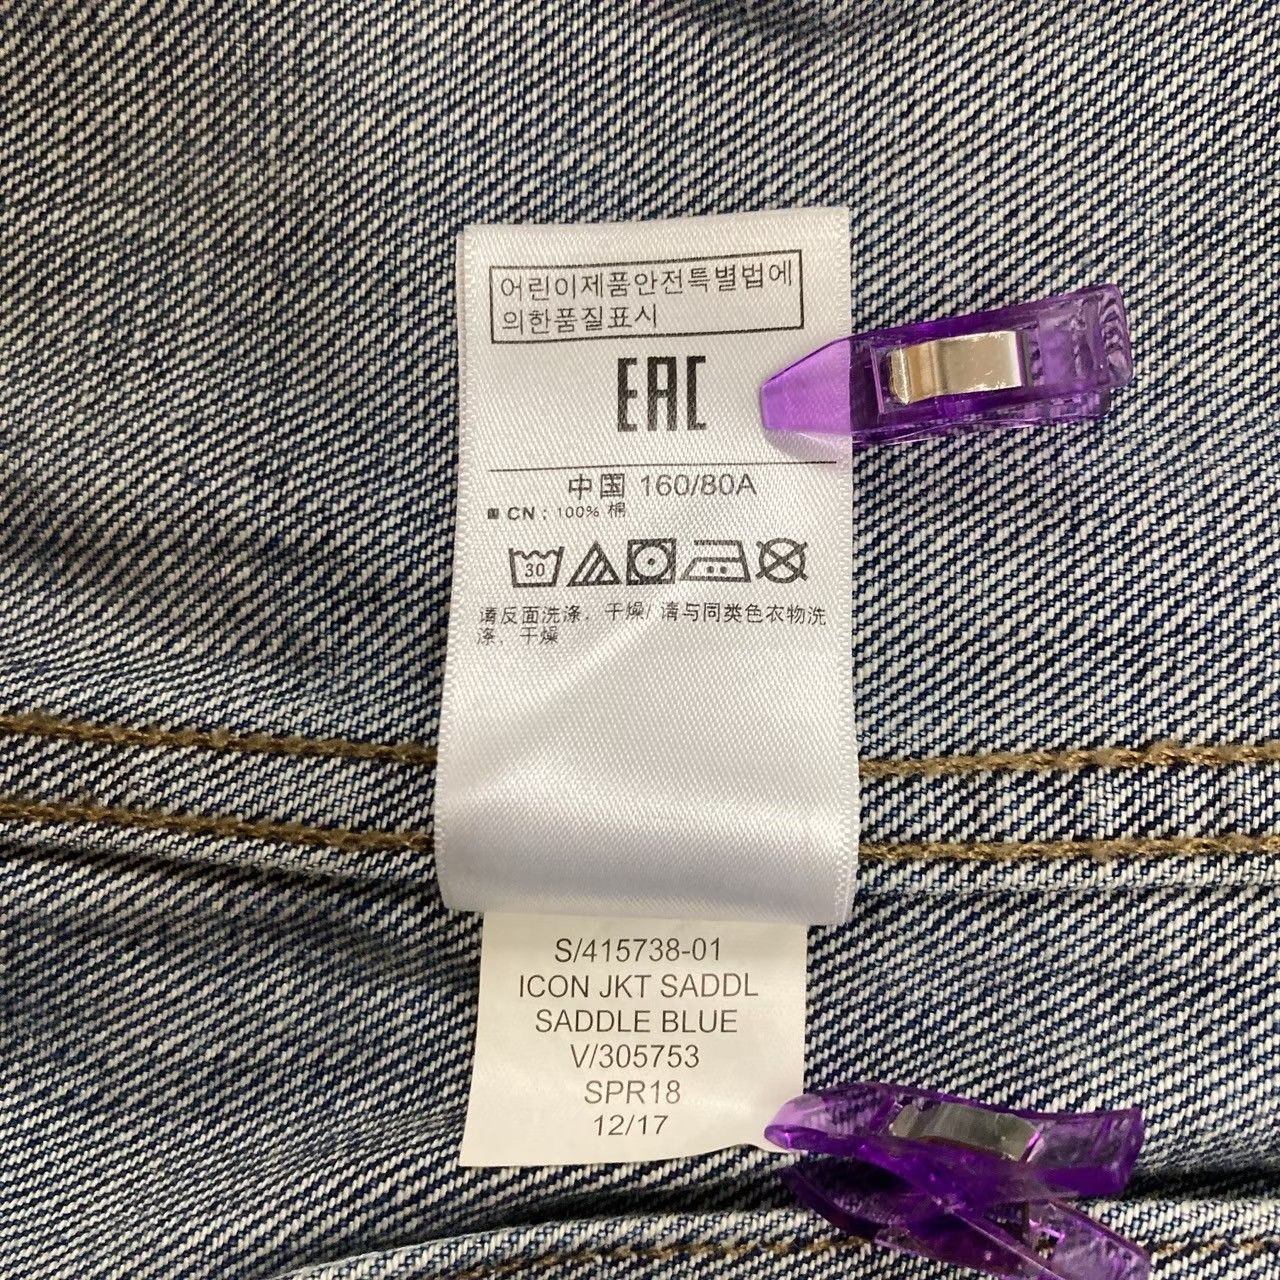 어린이제품안전특별법에
의한품질표시
EAC
中国 160/80A
CN : 100% 棉
30
请反面洗涤，干燥/ 请与同类色衣物洗
涤，干燥
S/415738-01
ICON JKT SADDL
SADDLE BLUE
V/305753
SPR18
12/17